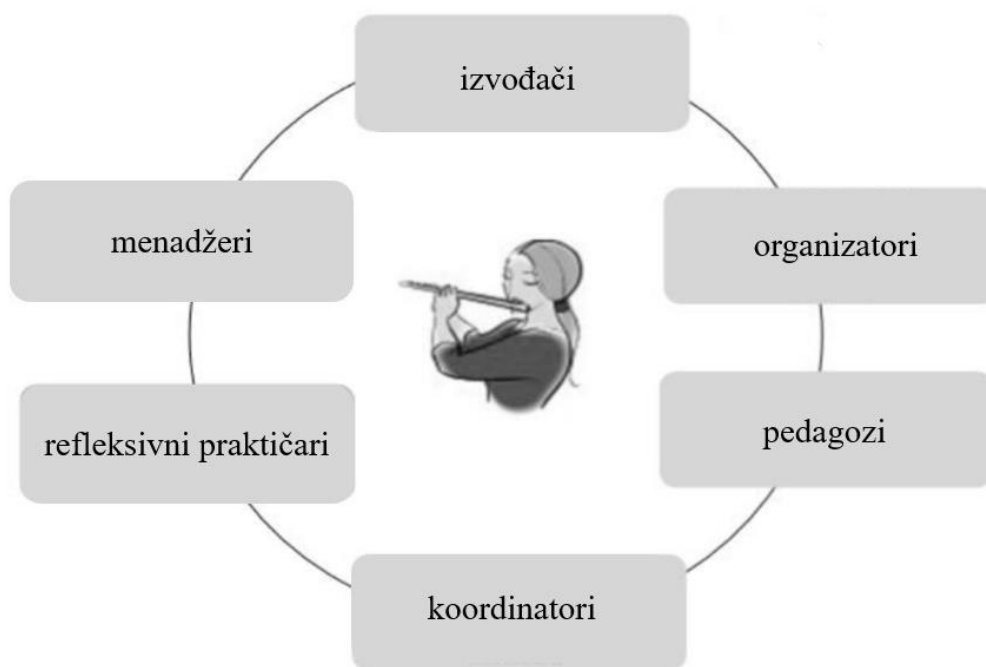 izvođači
menadžeri
organizatori
refleksivni praktičari
pedagozi
koordinatori